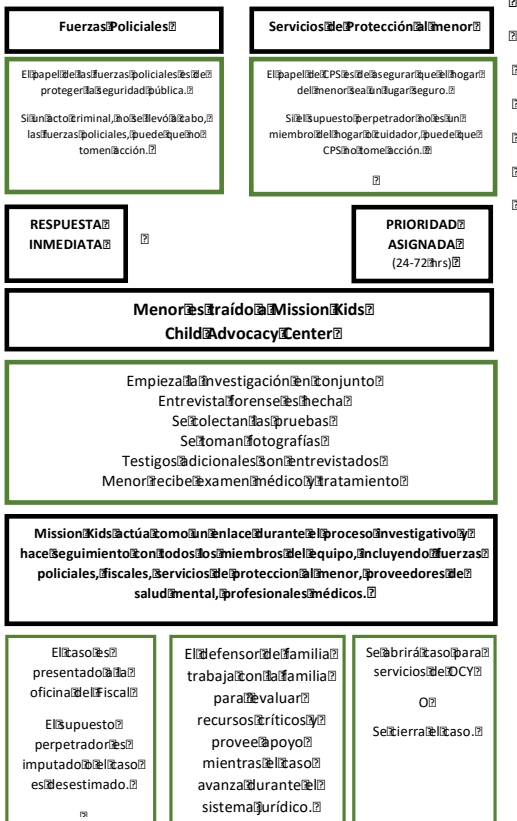 Fuerzas Policiales
El papel de las fuerzas policiales es de
proteger la seguridad pública.
Si un acto criminal, no se llevó a cabo,
las fuerzas policiales, puede que no
tomen acción.
Servicios de Protección al menor
El papel de CPS es de asegurar que el hogar
del menor sea un lugar seguro.
Si el supuesto perpetrador no es un
miembro del hogar o cuidador, puede que
CPS no tome acción.
RESPUESTA
INMEDIATA
PRIORIDAD
ASIGNADA
(24-72 hrs)
Menor es traído a Mission Kids
Child Advocacy Center
Empieza la investigación en conjunto
Entrevista forense es hecha
Se colectan las pruebas
Se toman fotografías
Testigos adicionales son entrevistados
Menor recibe examen médico y tratamiento
Mission Kids actúa como un enlace durante el proceso investigativo y
hace seguimiento con todos los miembros del equipo, incluyendo fuerzas
policiales, fiscales, servicios de proteccion al menor, proveedores de
salud mental, profesionales médicos.
El caso es
presentado a la
oficina del Fiscal
El supuesto
perpetrador es
imputado o el caso
es desestimado.
El defensor de familia
trabaja con la familia
para evaluar
recursos críticos y
provee apoyo
mientras el caso
avanza durante el
sistema jurídico.
Se abrirá caso para
servicios de OCY
O
Se cierra el caso.